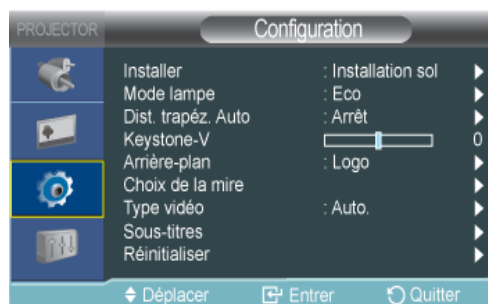 PROJECTOR Configuration
Installer : Installation sol
Mode lampe : Eco
Dist. trapéz. Auto : Arrêt
Keystone-V 0
Arrière-plan : Logo
Choix de la mire
Type vidéo : Auto.
Sous-titres
Réinitialiser
Déplacer Entrer Quitter